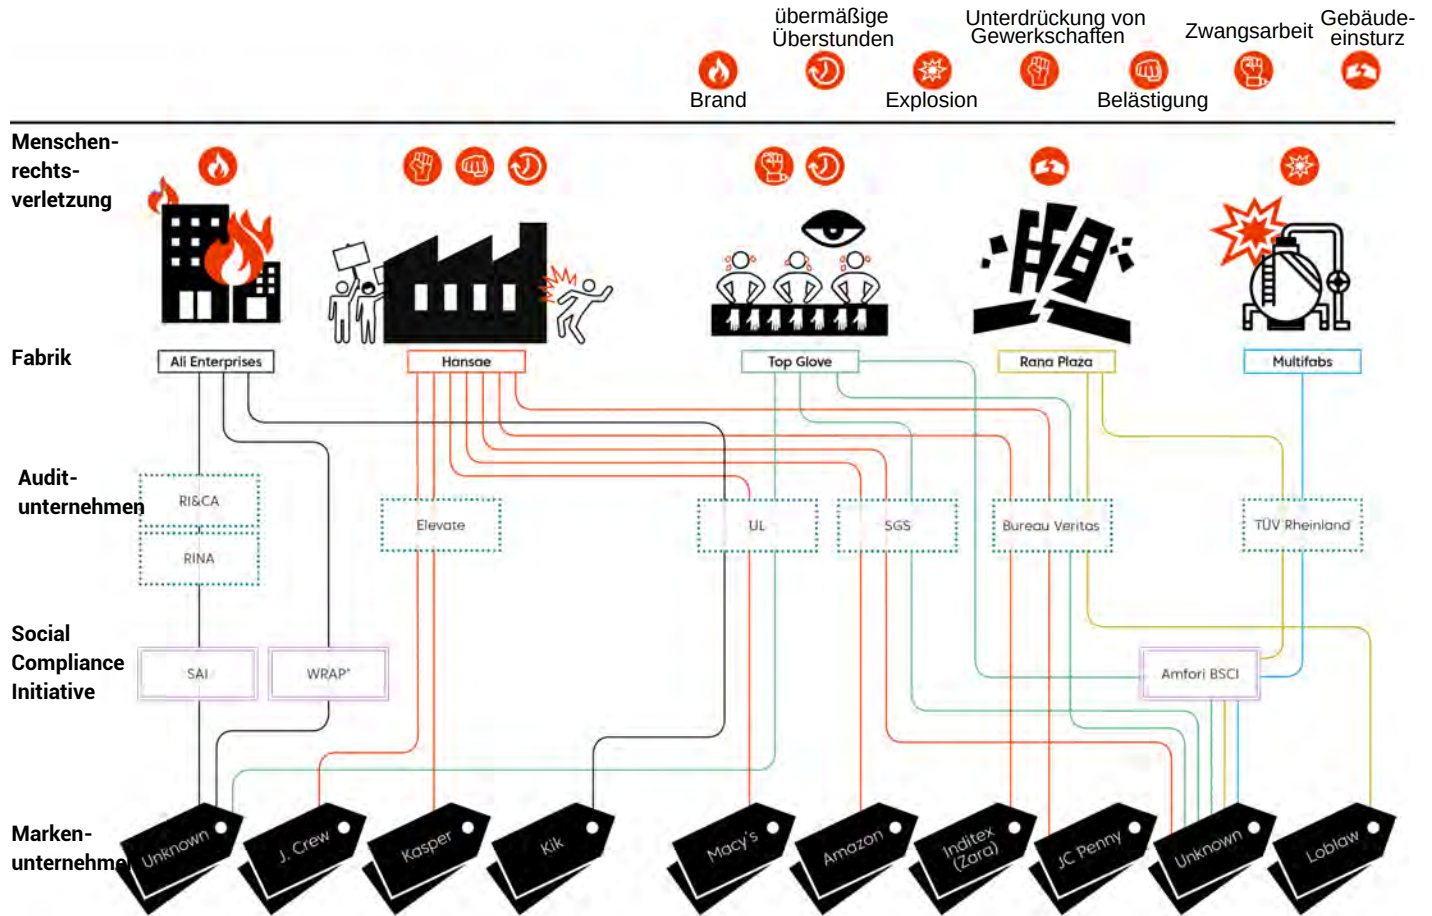 übermäßige
Überstunden
Unterdrückung von
Gewerkschaften
Zwangsarbeit
Gebäude-
einsturz
Brand
Explosion
Belästigung
Menschen-
rechts-
verletzung
Fabrik
Ali Enterprises
Hansae
Top Glove
Rana Plaza
Multifabs
Audit-
unternehmen
RI&CA
RINA
Elevate
UL
SGS
Bureau Veritas
TÜV Rheinland
Social
Compliance
Initiative
SAI
WRAP*
Amfori BSCI
Marken-
unternehme
Unknown
J. Crew
Kasper
Kik
Macy's
Amazon
Inditex
(Zara)
JC Penny
Unknown
Loblaw